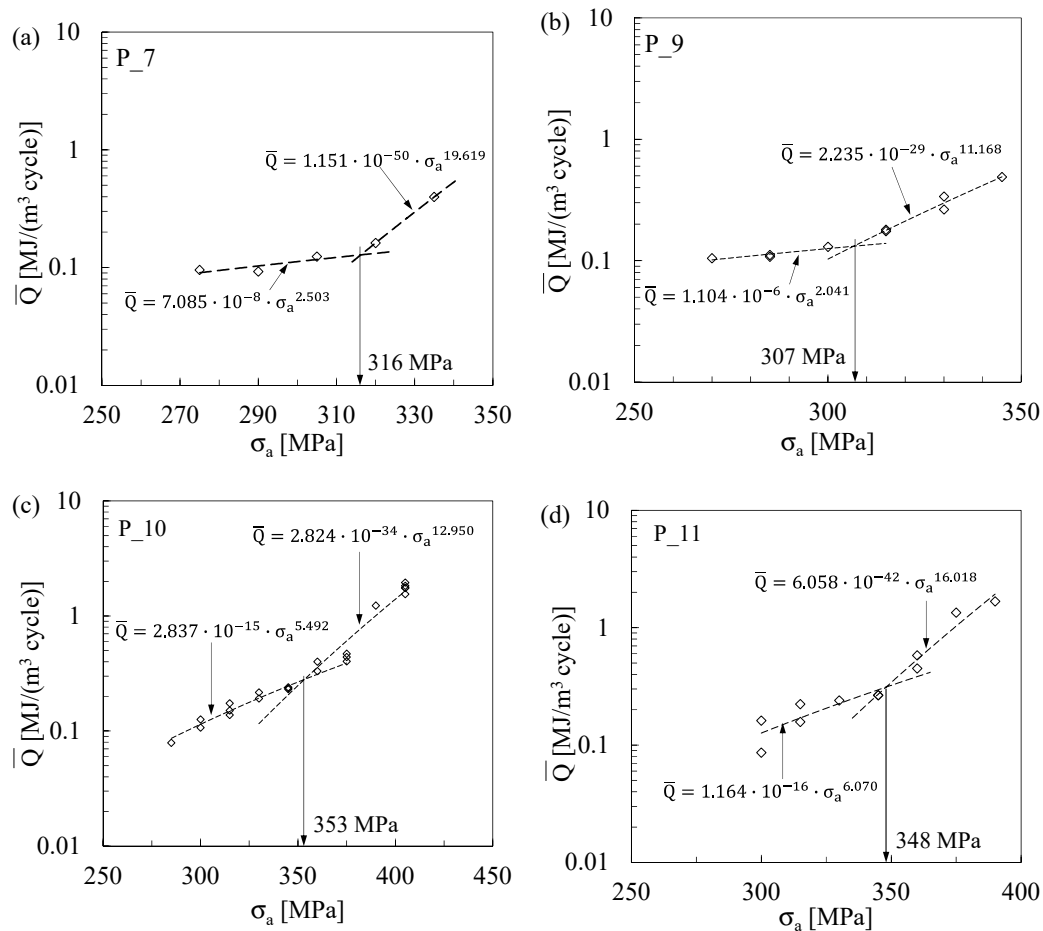 (a)
P_7
10
1
0.1
0.01
Q̅ [MJ/(m³ cycle)]
Q̅ = 1.151 · 10⁻⁵⁰ · σₐ^19.619
Q̅ = 7.085 · 10⁻⁸ · σₐ^2.503
316 MPa
250 270 290 310 330 350
σₐ [MPa]
(b)
P_9
10
1
0.1
0.01
Q̅ [MJ/(m³ cycle)]
Q̅ = 2.235 · 10⁻²⁹ · σₐ^11.168
Q̅ = 1.104 · 10⁻⁶ · σₐ^2.041
307 MPa
250 300 350
σₐ [MPa]
(c)
P_10
10
1
0.1
0.01
Q̅ [MJ/(m³ cycle)]
Q̅ = 2.824 · 10⁻³⁴ · σₐ^12.950
Q̅ = 2.837 · 10⁻¹⁵ · σₐ^5.492
353 MPa
250 300 350 400 450
σₐ [MPa]
(d)
P_11
10
1
0.1
0.01
Q̅ [MJ/m³ cycle)]
Q̅ = 6.058 · 10⁻⁴² · σₐ^16.018
Q̅ = 1.164 · 10⁻¹⁶ · σₐ^6.070
348 MPa
250 300 350 400
σₐ [MPa]